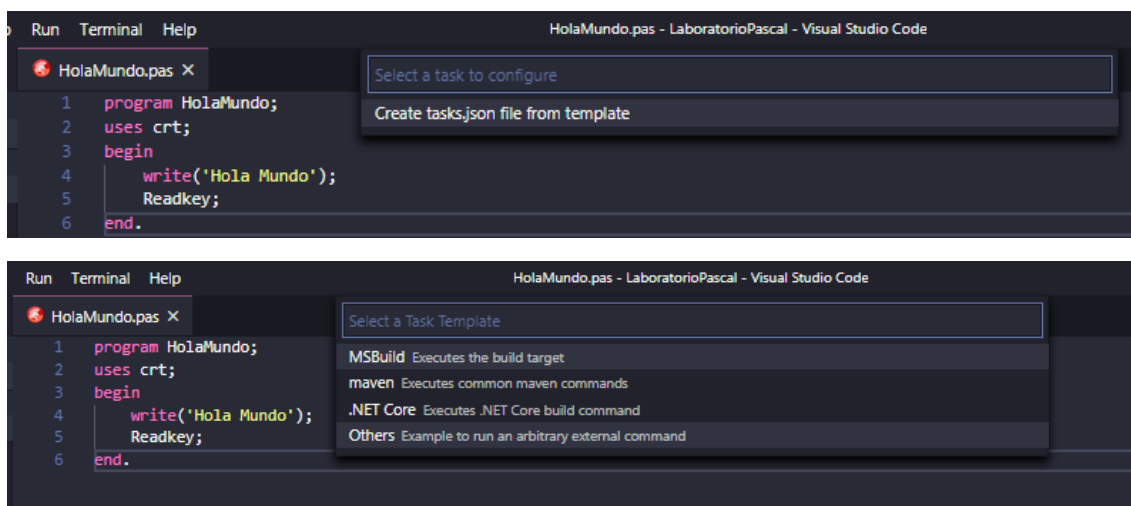 Run Terminal Help HolaMundo.pas - LaboratorioPascal - Visual Studio Code
HolaMundo.pas ×
Select a task to configure
Create tasks.json file from template
1 program HolaMundo;
2 uses crt;
3 begin
4 write('Hola Mundo');
5 Readkey;
6 end.
Run Terminal Help HolaMundo.pas - LaboratorioPascal - Visual Studio Code
HolaMundo.pas ×
Select a Task Template
MSBuild Executes the build target
maven Executes common maven commands
.NET Core Executes .NET Core build command
Others Example to run an arbitrary external command
1 program HolaMundo;
2 uses crt;
3 begin
4 write('Hola Mundo');
5 Readkey;
6 end.